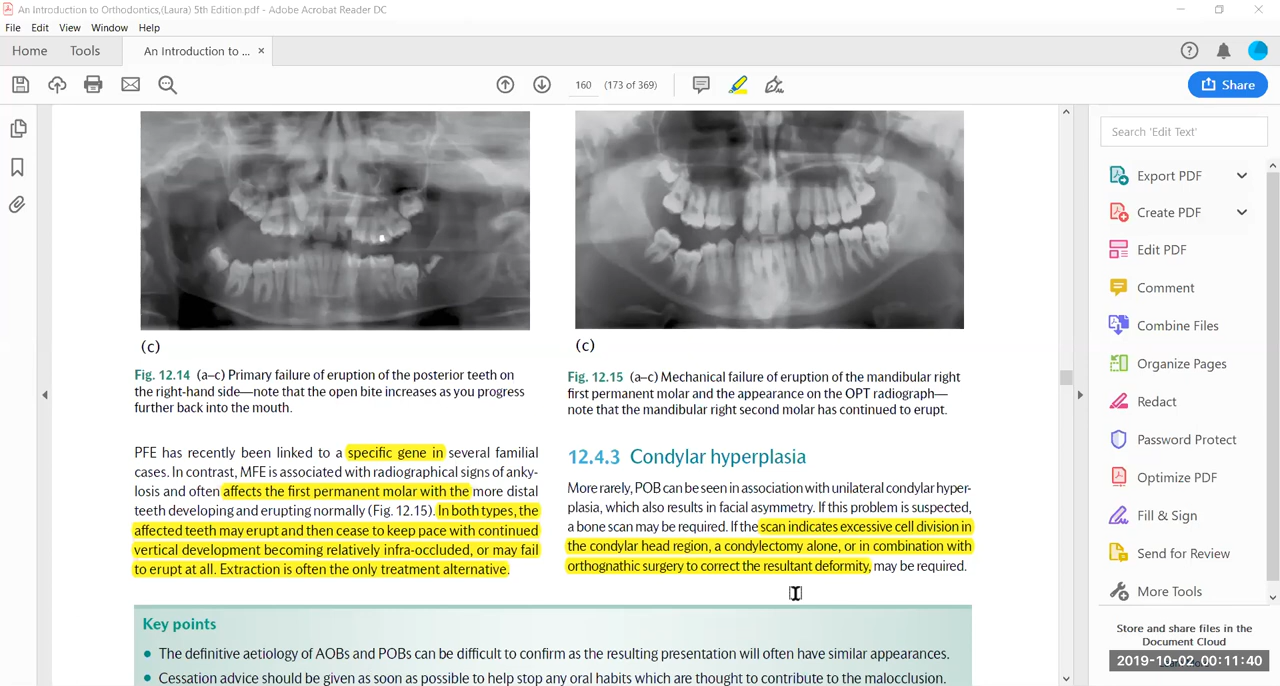 An Introduction to Orthodontics,(Laura) 5th Edition.pdf - Adobe Acrobat Reader DC
File Edit View Window Help
Home Tools An Introduction to ... ×
160 (173 of 369)
Share
(c)
Fig. 12.14 (a–c) Primary failure of eruption of the posterior teeth on
the right-hand side—note that the open bite increases as you progress
further back into the mouth.
PFE has recently been linked to a specific gene in several familial
cases. In contrast, MFE is associated with radiographical signs of anky-
losis and often affects the first permanent molar with the more distal
teeth developing and erupting normally (Fig. 12.15). In both types, the
affected teeth may erupt and then cease to keep pace with continued
vertical development becoming relatively infra-occluded, or may fail
to erupt at all. Extraction is often the only treatment alternative.
(c)
Fig. 12.15 (a–c) Mechanical failure of eruption of the mandibular right
first permanent molar and the appearance on the OPT radiograph—
note that the mandibular right second molar has continued to erupt.
12.4.3 Condylar hyperplasia
More rarely, POB can be seen in association with unilateral condylar hyper-
plasia, which also results in facial asymmetry. If this problem is suspected,
a bone scan may be required. If the scan indicates excessive cell division in
the condylar head region, a condylectomy alone, or in combination with
orthognathic surgery to correct the resultant deformity, may be required.
Key points
• The definitive aetiology of AOBs and POBs can be difficult to confirm as the resulting presentation will often have similar appearances.
• Cessation advice should be given as soon as possible to help stop any oral habits which are thought to contribute to the malocclusion.
Search 'Edit Text'
Export PDF
Create PDF
Edit PDF
Comment
Combine Files
Organize Pages
Redact
Password Protect
Optimize PDF
Fill & Sign
Send for Review
More Tools
Store and share files in the
Document Cloud
2019-10-02 00:11:40